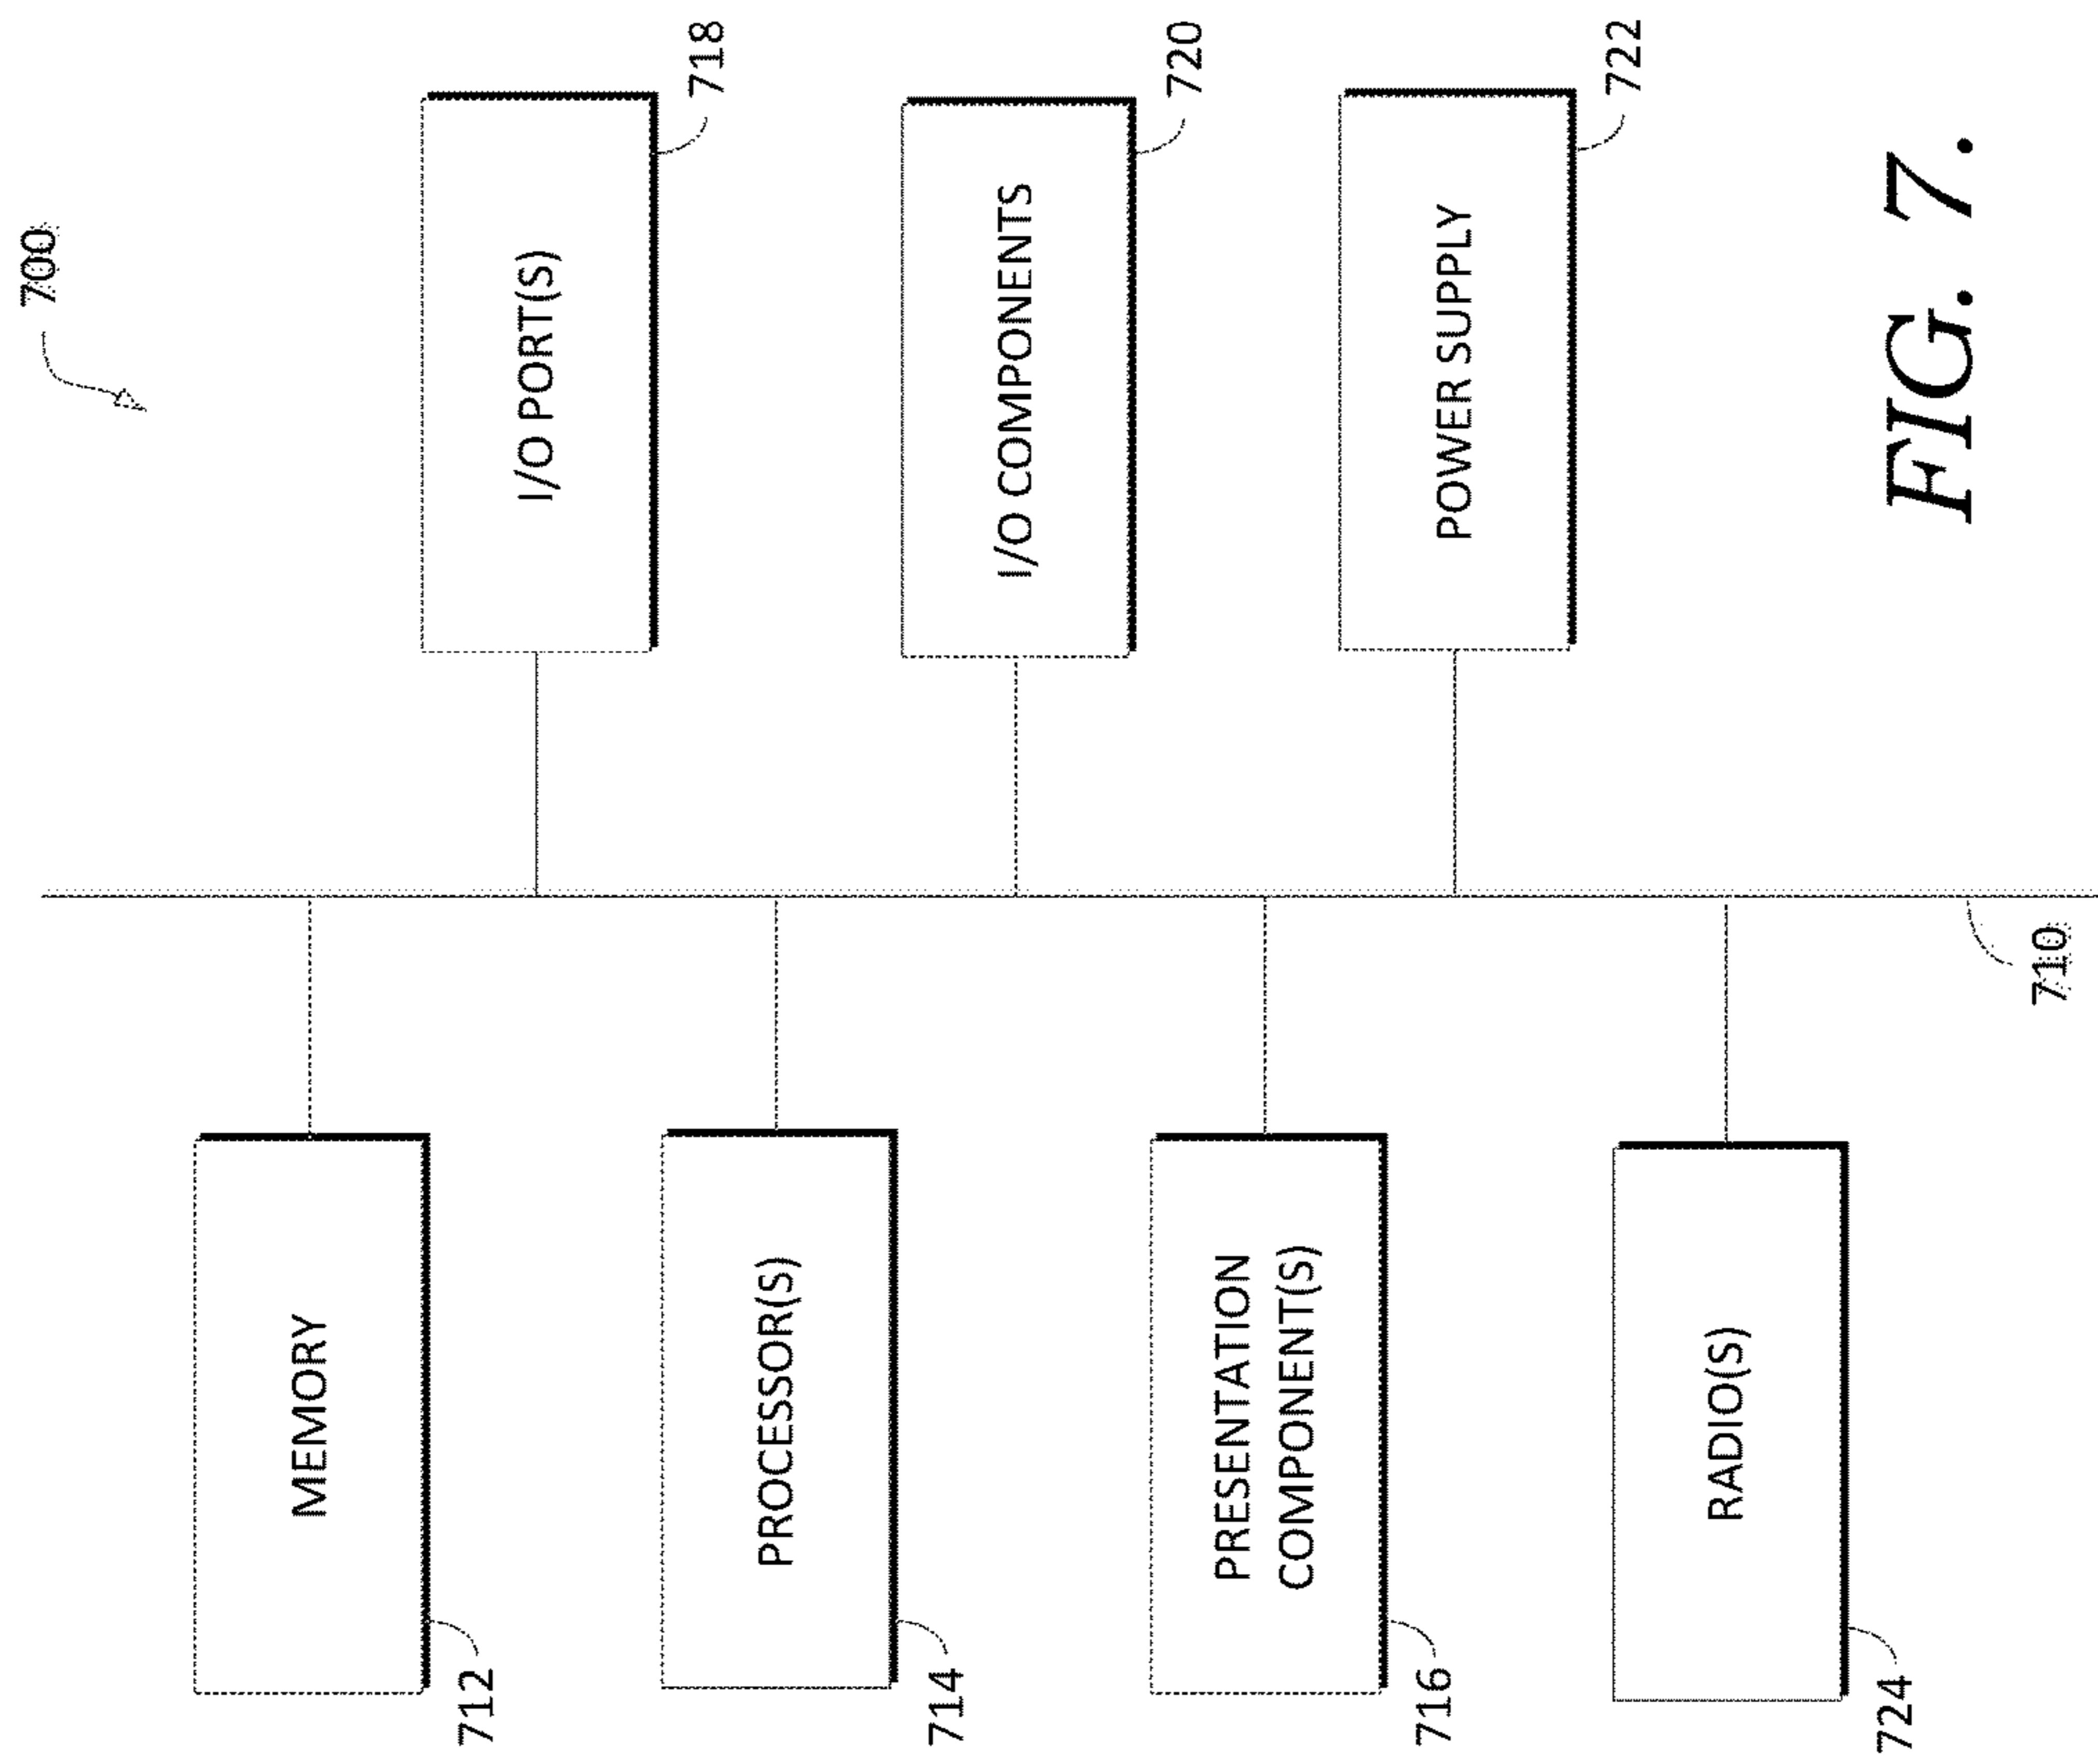 700
MEMORY
712
I/O PORT(S)
718
PROCESSOR(S)
714
I/O COMPONENTS
720
PRESENTATION
COMPONENT(S)
716
POWER SUPPLY
722
RADIO(S)
724
710
FIG. 7.